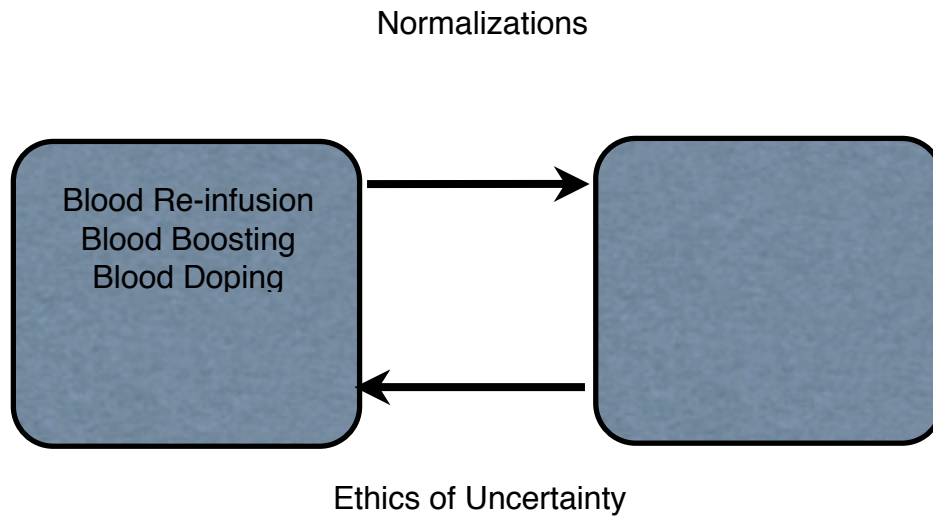 Normalizations
Blood Re-infusion
Blood Boosting
Blood Doping
Ethics of Uncertainty